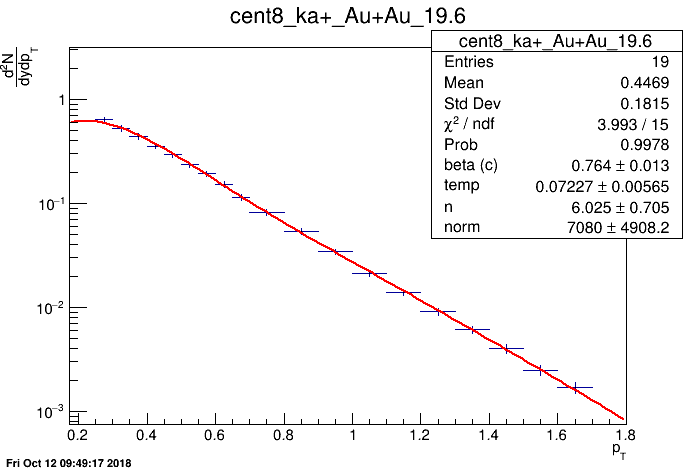 cent8_ka+_Au+Au_19.6
d²N
dydp_T
cent8_ka+_Au+Au_19.6
Entries 19
Mean 0.4469
Std Dev 0.1815
χ² / ndf 3.993 / 15
Prob 0.9978
beta (c) 0.764 ± 0.013
temp 0.07227 ± 0.00565
n 6.025 ± 0.705
norm 7080 ± 4908.2
1
10⁻¹
10⁻²
10⁻³
0.2 0.4 0.6 0.8 1 1.2 1.4 1.6 1.8
p_T
Fri Oct 12 09:49:17 2018